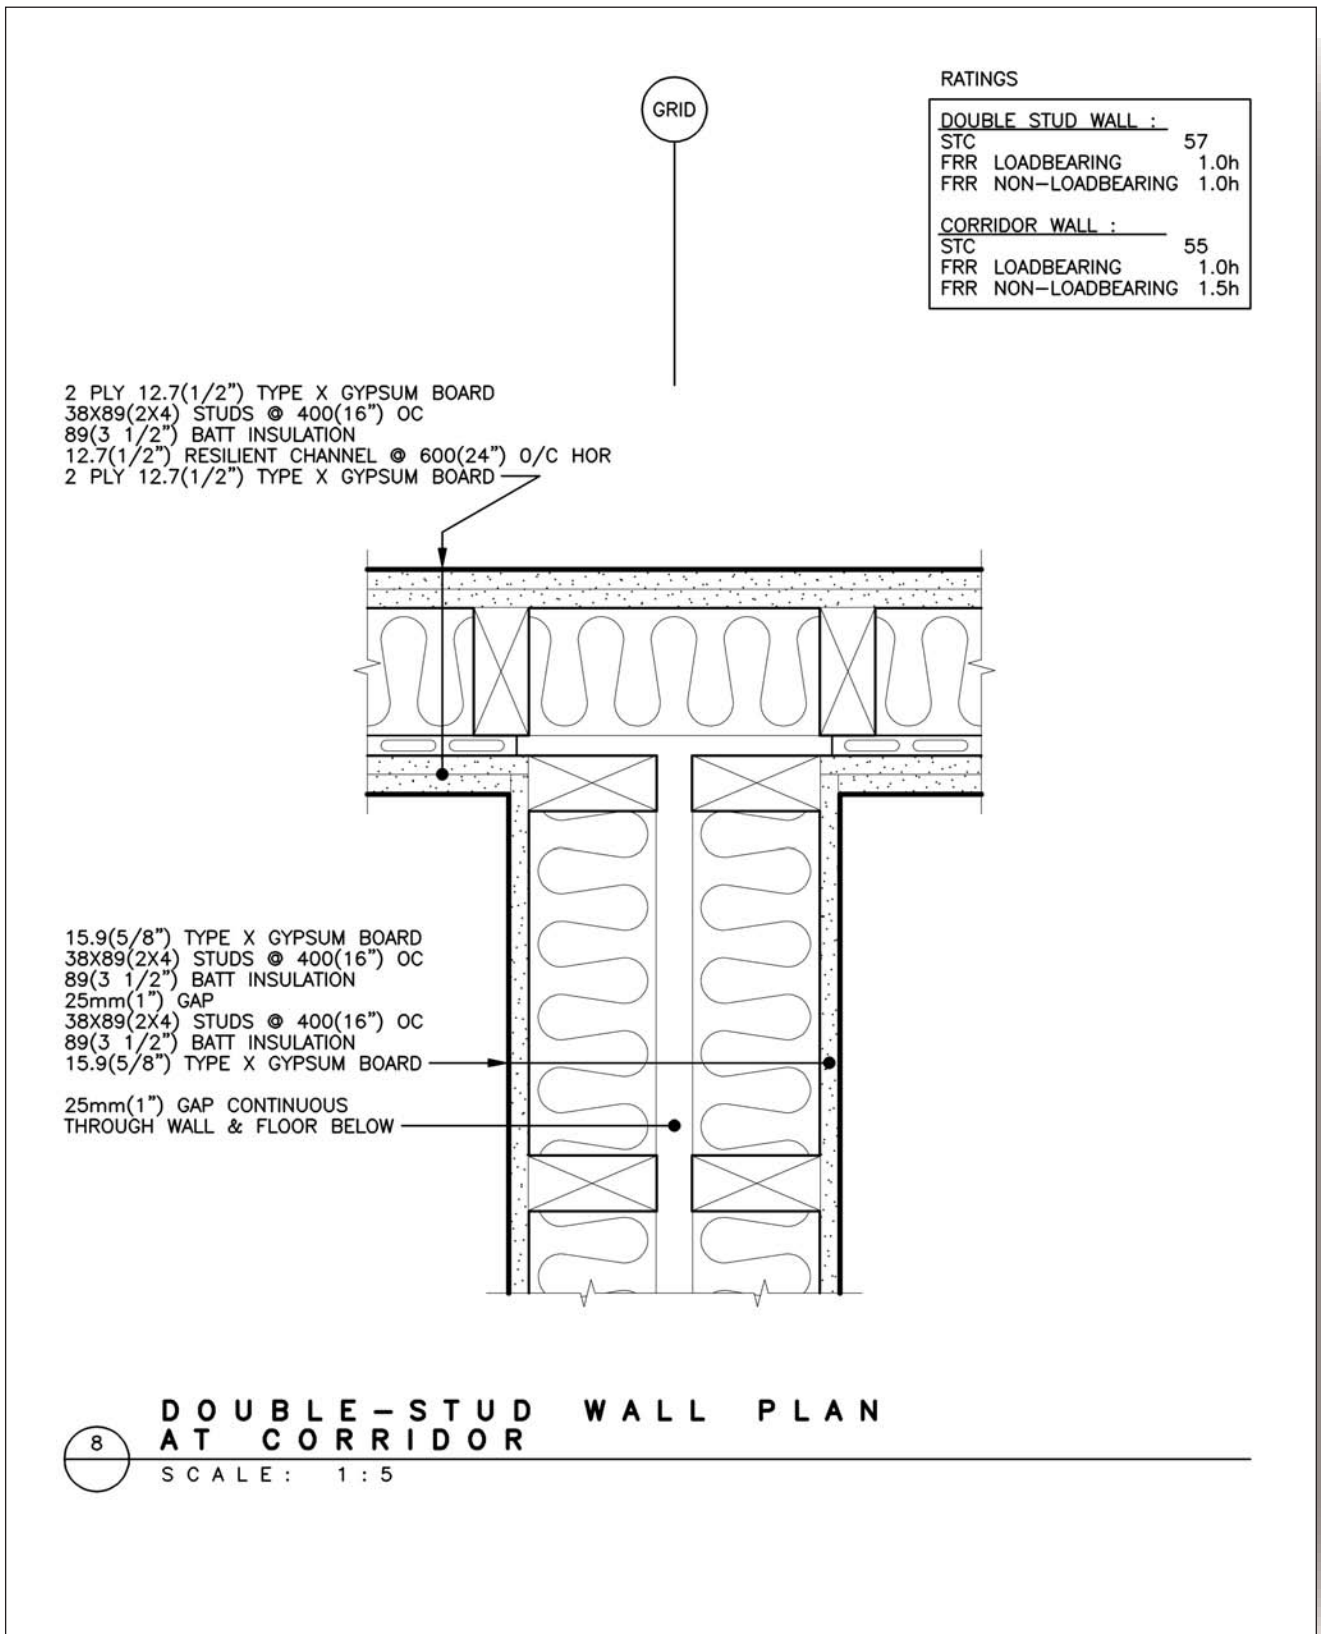 GRID
RATINGS
DOUBLE STUD WALL :
STC 57
FRR LOADBEARING 1.0h
FRR NON-LOADBEARING 1.0h
CORRIDOR WALL :
STC 55
FRR LOADBEARING 1.0h
FRR NON-LOADBEARING 1.5h
2 PLY 12.7(1/2") TYPE X GYPSUM BOARD
38X89(2X4) STUDS @ 400(16") OC
89(3 1/2") BATT INSULATION
12.7(1/2") RESILIENT CHANNEL @ 600(24") O/C HOR
2 PLY 12.7(1/2") TYPE X GYPSUM BOARD
15.9(5/8") TYPE X GYPSUM BOARD
38X89(2X4) STUDS @ 400(16") OC
89(3 1/2") BATT INSULATION
25mm(1") GAP
38X89(2X4) STUDS @ 400(16") OC
89(3 1/2") BATT INSULATION
15.9(5/8") TYPE X GYPSUM BOARD
25mm(1") GAP CONTINUOUS
THROUGH WALL & FLOOR BELOW
8
DOUBLE-STUD WALL PLAN
AT CORRIDOR
SCALE: 1:5